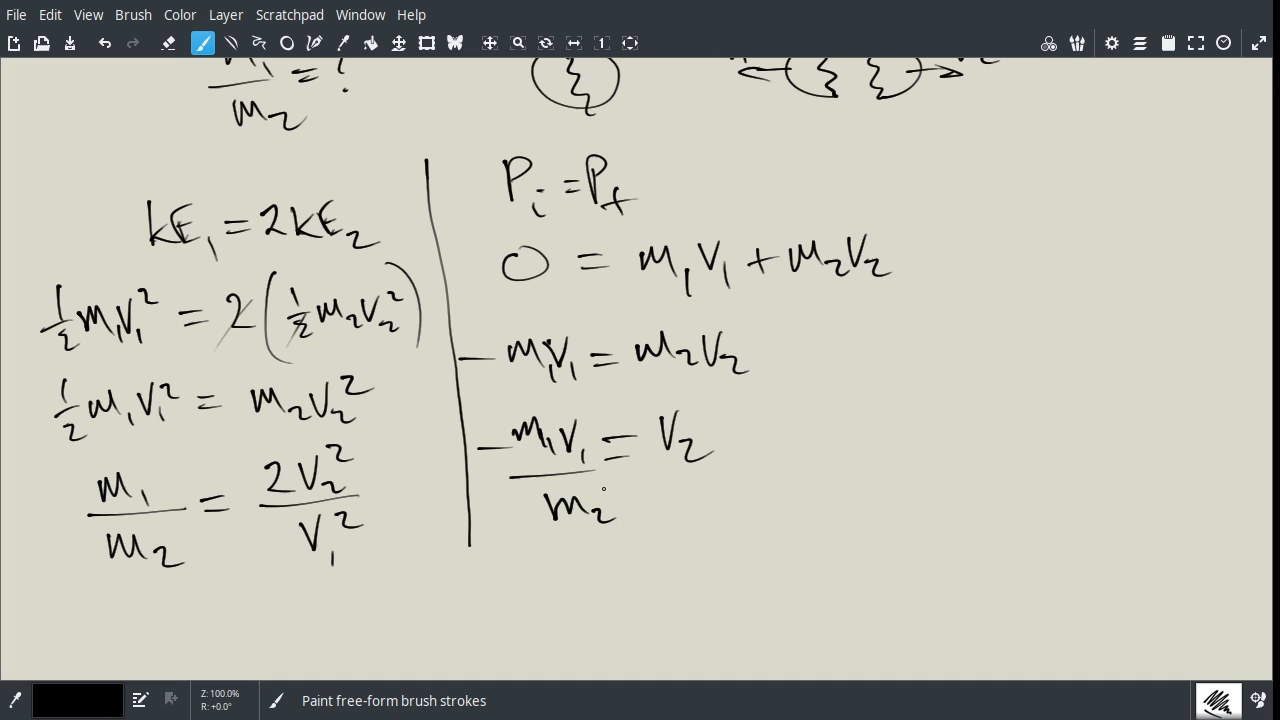 File Edit View Brush Color Layer Scratchpad Window Help
m₁/m₂ = ?
KE₁ = 2KE₂
½m₁v₁² = 2(½m₂v₂²)
½m₁v₁² = m₂v₂²
m₁/m₂ = 2v₂²/v₁²
Pᵢ = P_f
0 = m₁v₁ + m₂v₂
-m₁v₁ = m₂v₂
-m₁v₁/m₂ = v₂
Z: 100.0%
R: +0.0°
Paint free-form brush strokes